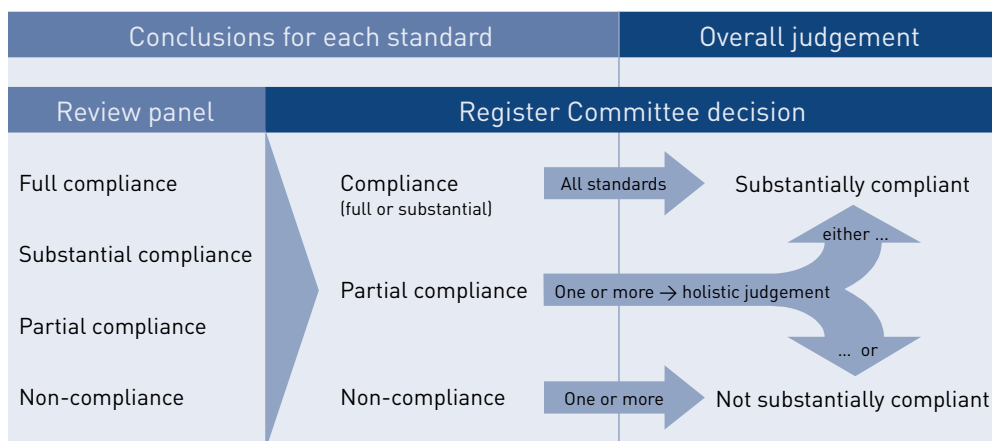 Conclusions for each standard
Overall judgement
Review panel
Register Committee decision
Full compliance
Substantial compliance
Partial compliance
Non-compliance
Compliance
(full or substantial)
All standards
Substantially compliant
either ...
Partial compliance
One or more → holistic judgement
... or
Non-compliance
One or more
Not substantially compliant